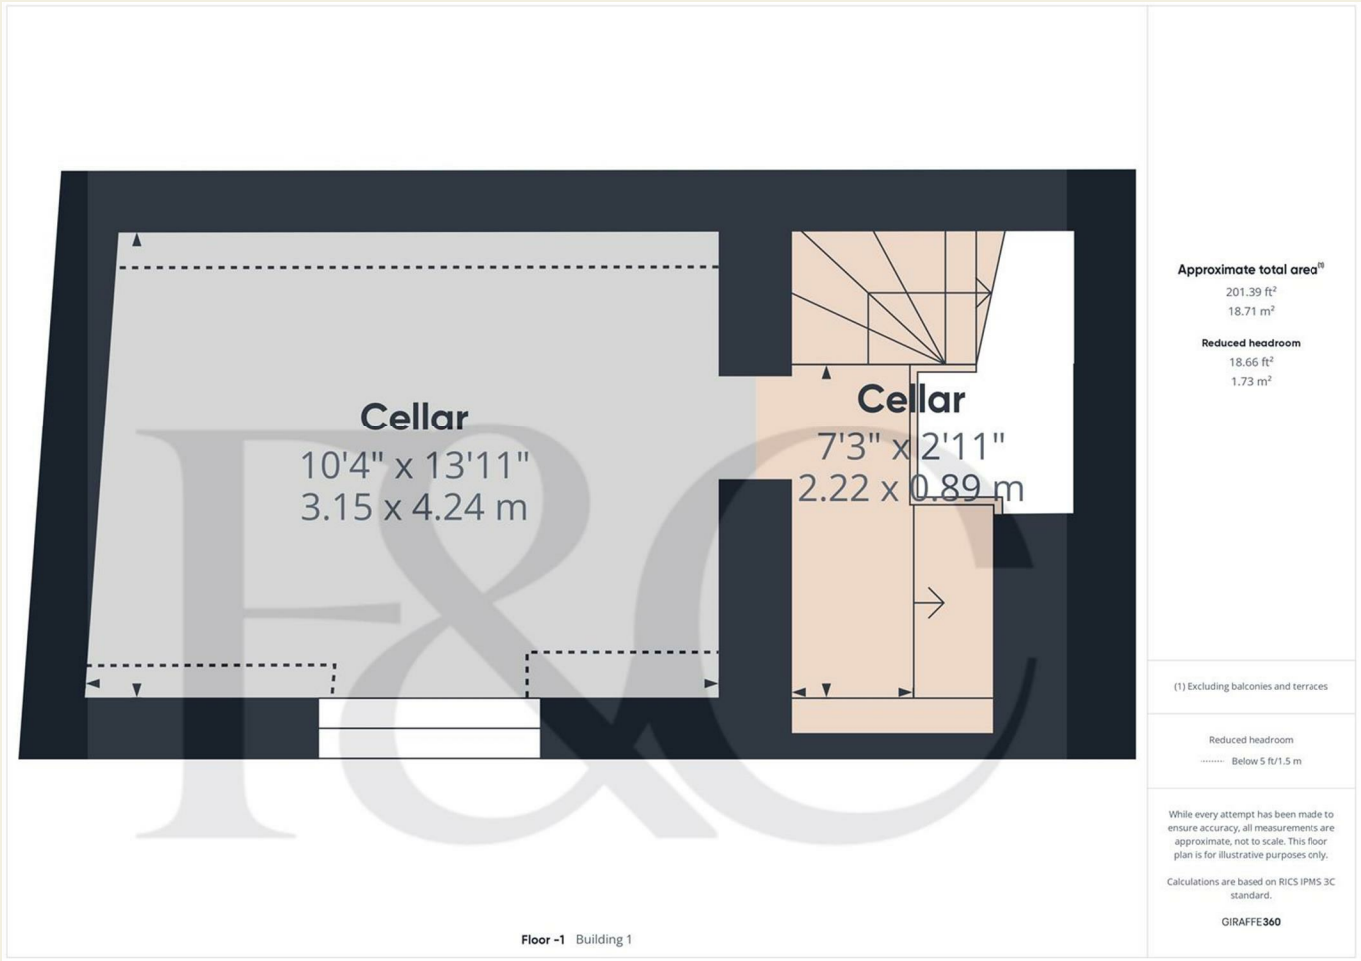 Cellar
10'4" x 13'11"
3.15 x 4.24 m
Cellar
7'3" x 2'11"
2.22 x 0.89 m
F&C
Floor -1 Building 1
Approximate total area(1)
201.39 ft²
18.71 m²
Reduced headroom
18.66 ft²
1.73 m²
(1) Excluding balconies and terraces
Reduced headroom
Below 5 ft/1.5 m
While every attempt has been made to
ensure accuracy, all measurements are
approximate, not to scale. This floor
plan is for illustrative purposes only.
Calculations are based on RICS IPMS 3C
standard.
GIRAFFE360